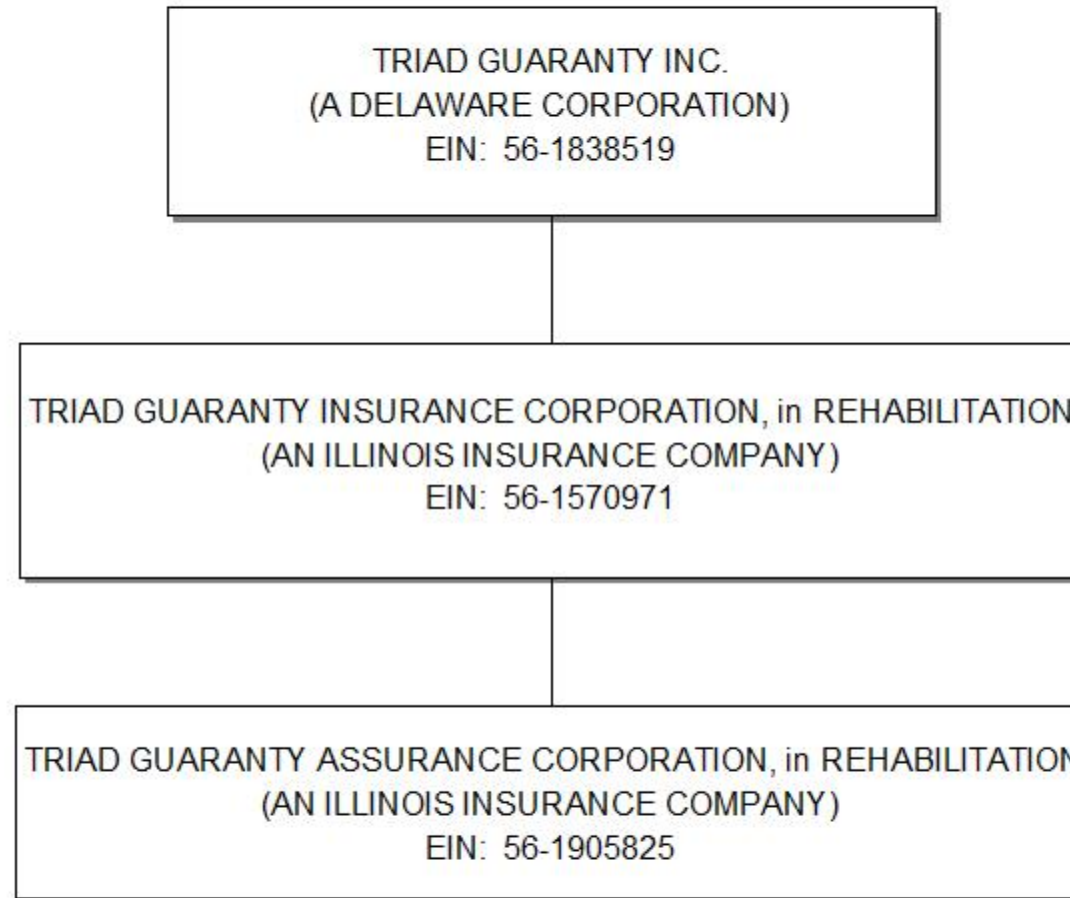 TRIAD GUARANTY INC.
(A DELAWARE CORPORATION)
EIN: 56-1838519
TRIAD GUARANTY INSURANCE CORPORATION, in REHABILITATION
(AN ILLINOIS INSURANCE COMPANY)
EIN: 56-1570971
TRIAD GUARANTY ASSURANCE CORPORATION, in REHABILITATION
(AN ILLINOIS INSURANCE COMPANY)
EIN: 56-1905825